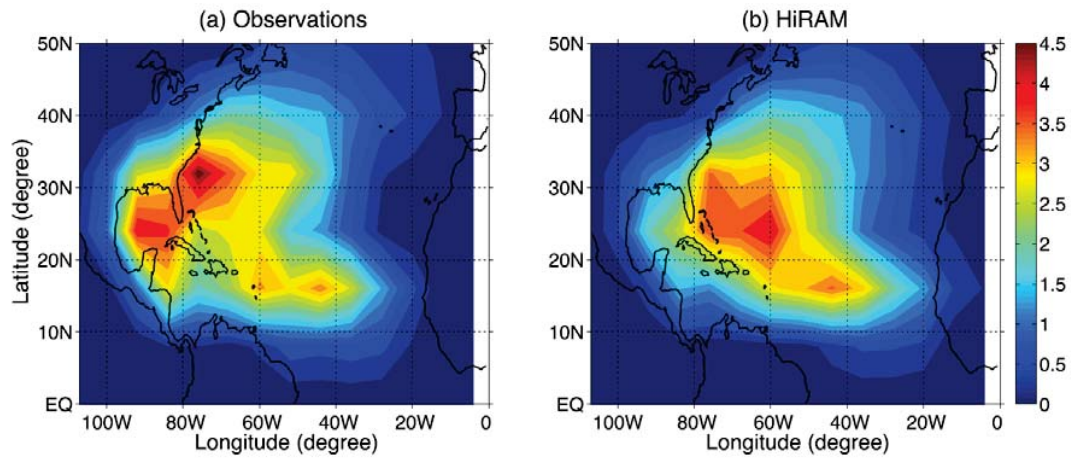 (a) Observations
(b) HiRAM
50N
40N
30N
20N
10N
EQ
Latitude (degree)
100W 80W 60W 40W 20W 0
Longitude (degree)
50N
40N
30N
20N
10N
EQ
100W 80W 60W 40W 20W 0
Longitude (degree)
4.5
4
3.5
3
2.5
2
1.5
1
0.5
0